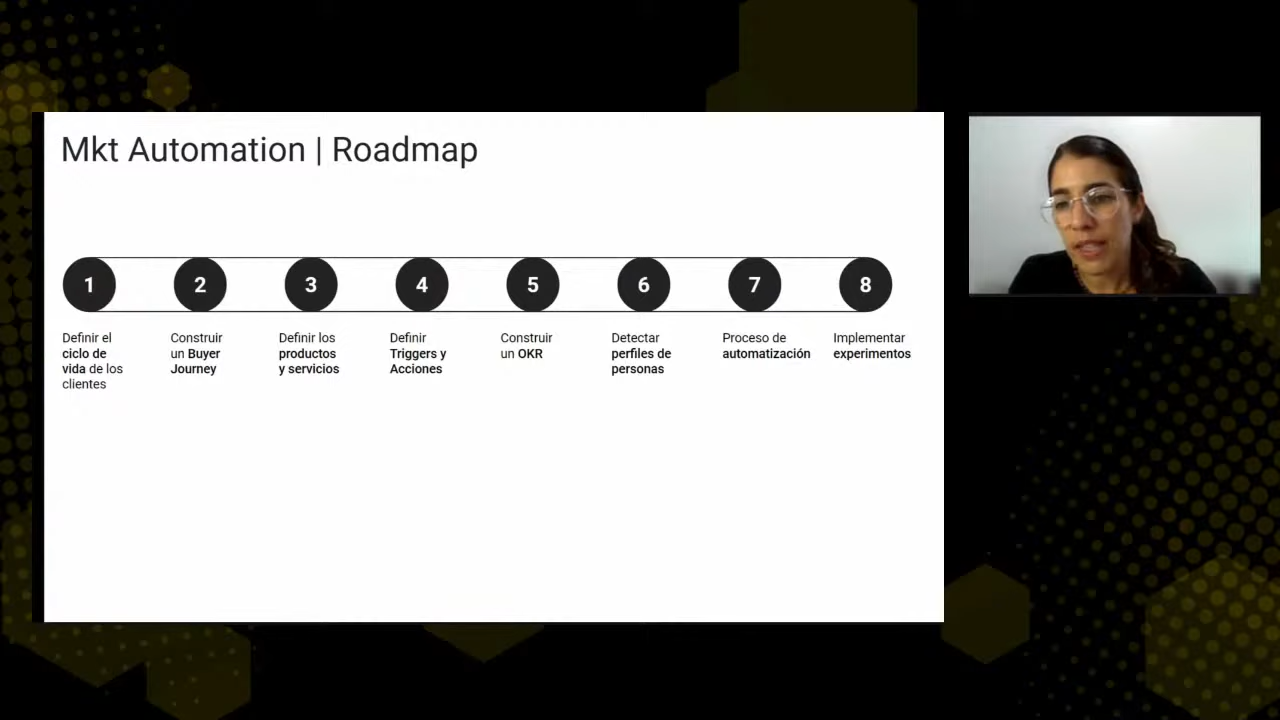 Mkt Automation | Roadmap
1 2 3 4 5 6 7 8
Definir el
ciclo de
vida de los
clientes
Construir
un Buyer
Journey
Definir los
productos
y servicios
Definir
Triggers y
Acciones
Construir
un OKR
Detectar
perfiles de
personas
Proceso de
automatización
Implementar
experimentos